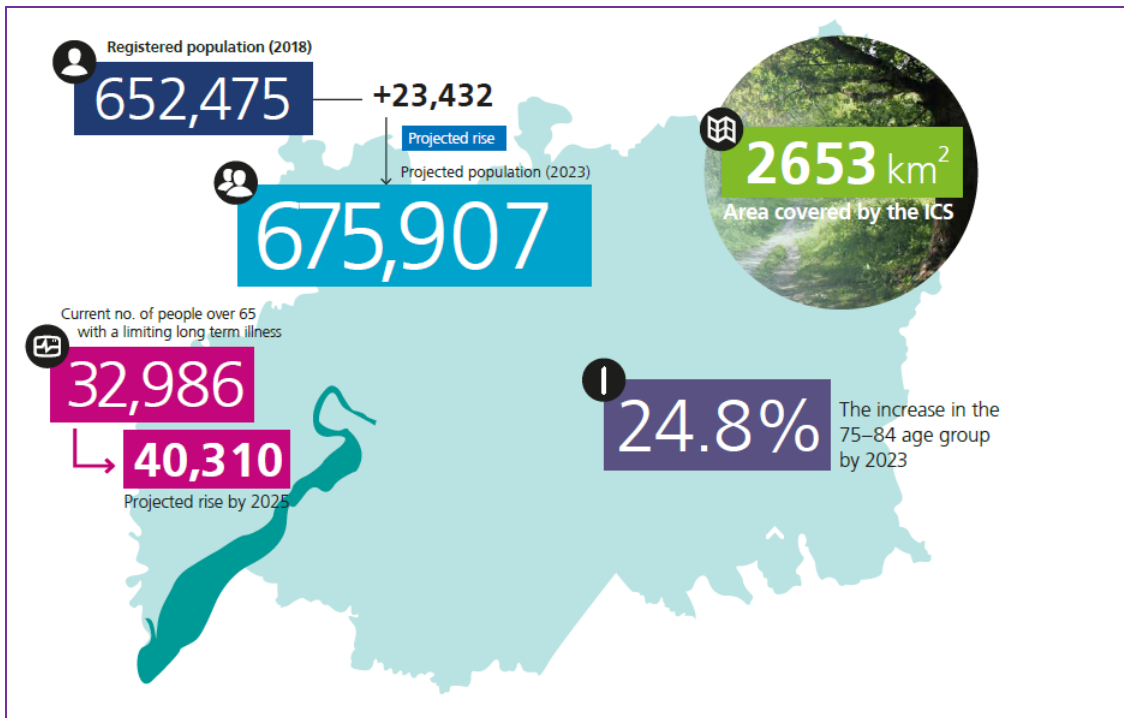 Registered population (2018)
652,475
+23,432
Projected rise
Projected population (2023)
675,907
2653 km²
Area covered by the ICS
Current no. of people over 65
with a limiting long term illness
32,986
40,310
Projected rise by 2025
24.8%
The increase in the
75–84 age group
by 2023